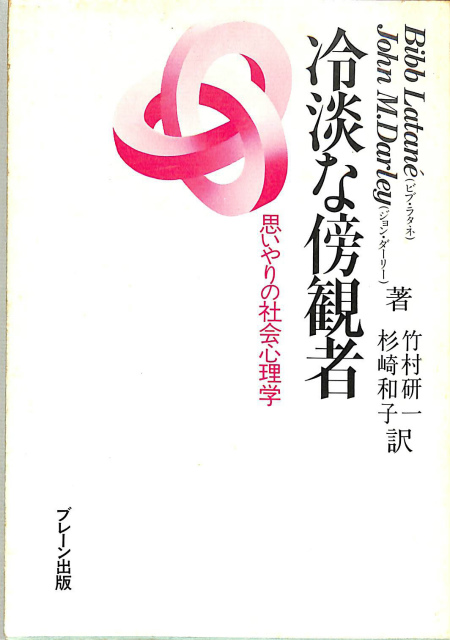 Bibb Latané(ビブ・ラタネ)
John M.Darley(ジョン・ダーリー)
著
竹村研一
杉崎和子
訳
冷淡な傍観者
思いやりの社会心理学
ブレーン出版